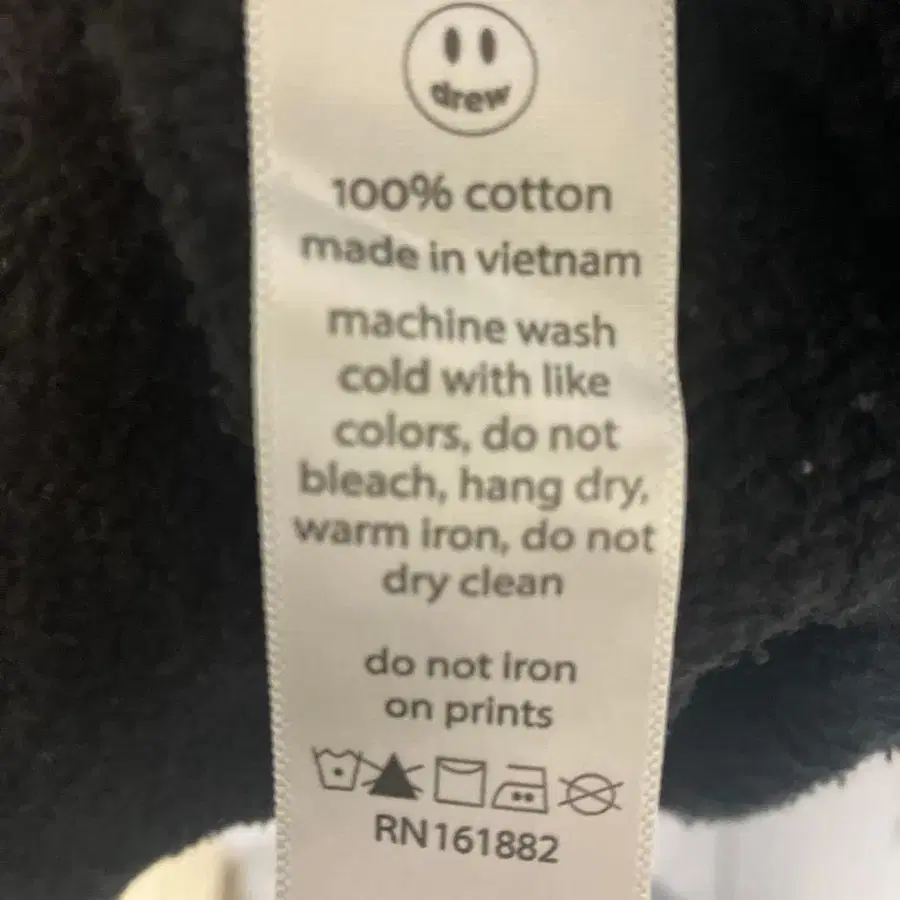 drew
100% cotton
made in vietnam
machine wash
cold with like
colors, do not
bleach, hang dry,
warm iron, do not
dry clean
do not iron
on prints
RN161882